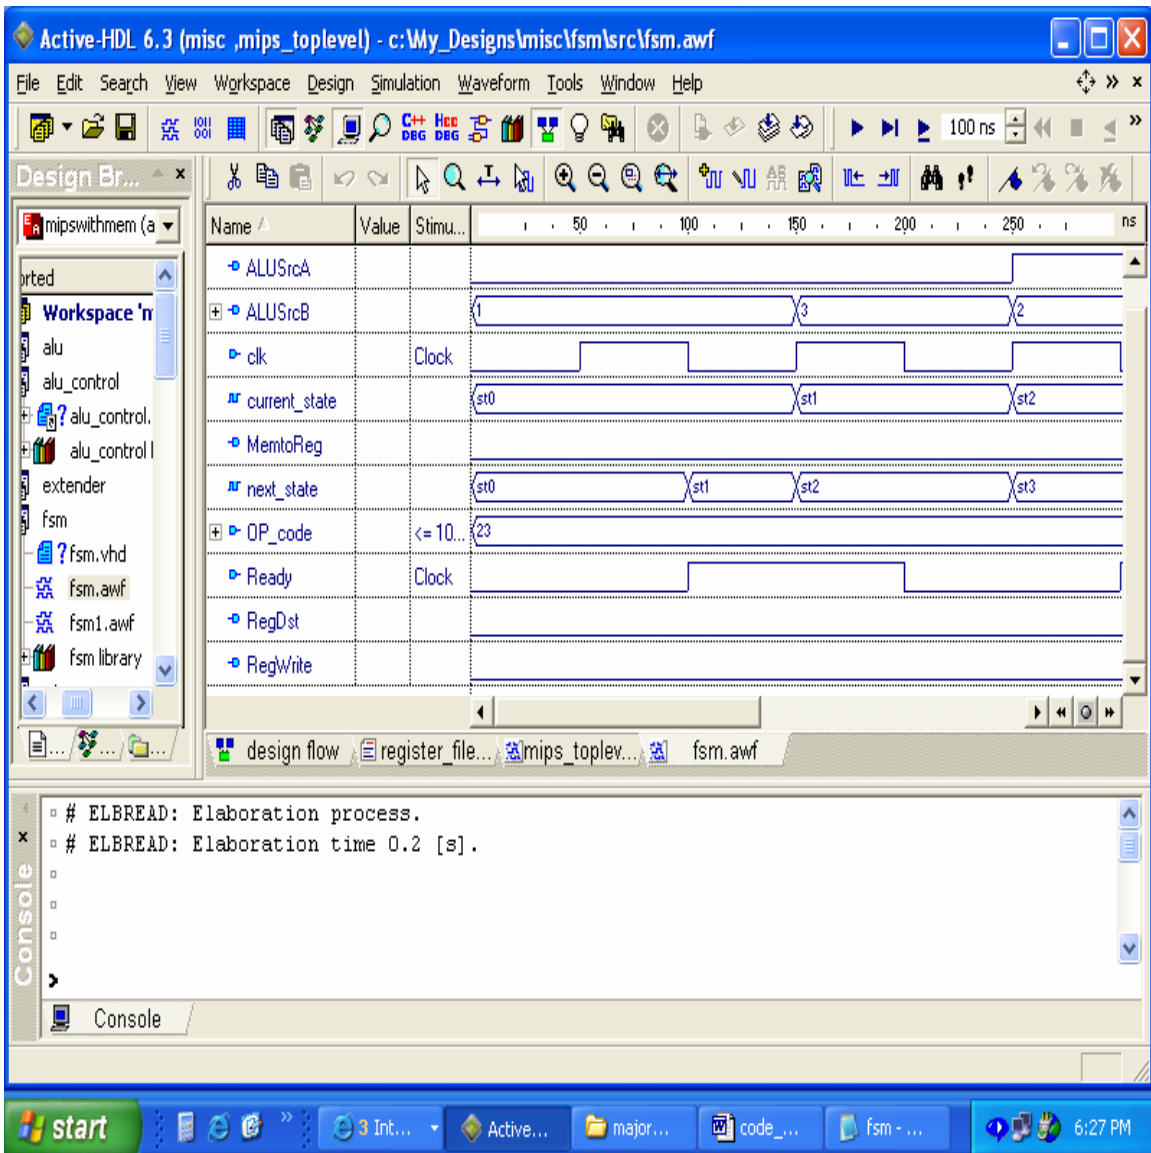 Active-HDL 6.3 (misc ,mips_toplevel) - c:\My_Designs\misc\fsm\src\fsm.awf
File Edit Search View Workspace Design Simulation Waveform Tools Window Help
C++ DBG HCC DBG 100 ns
Design Br...
mipswithmem (a
orted
Workspace 'm
alu
alu_control
? alu_control.
alu_control l
extender
fsm
? fsm.vhd
fsm.awf
fsm1.awf
fsm library
Name Value Stimu... 50 100 150 200 250 ns
ALUSrcA
ALUSrcB 1 3 2
clk Clock
current_state st0 st1 st2
MemtoReg
next_state st0 st1 st2 st3
OP_code <= 10... 23
Ready Clock
RegDst
RegWrite
design flow register_file... mips_toplev... fsm.awf
# ELBREAD: Elaboration process.
# ELBREAD: Elaboration time 0.2 [s].
>
Console
Console
start 3 Int... Active... major... code_... fsm - ... 6:27 PM